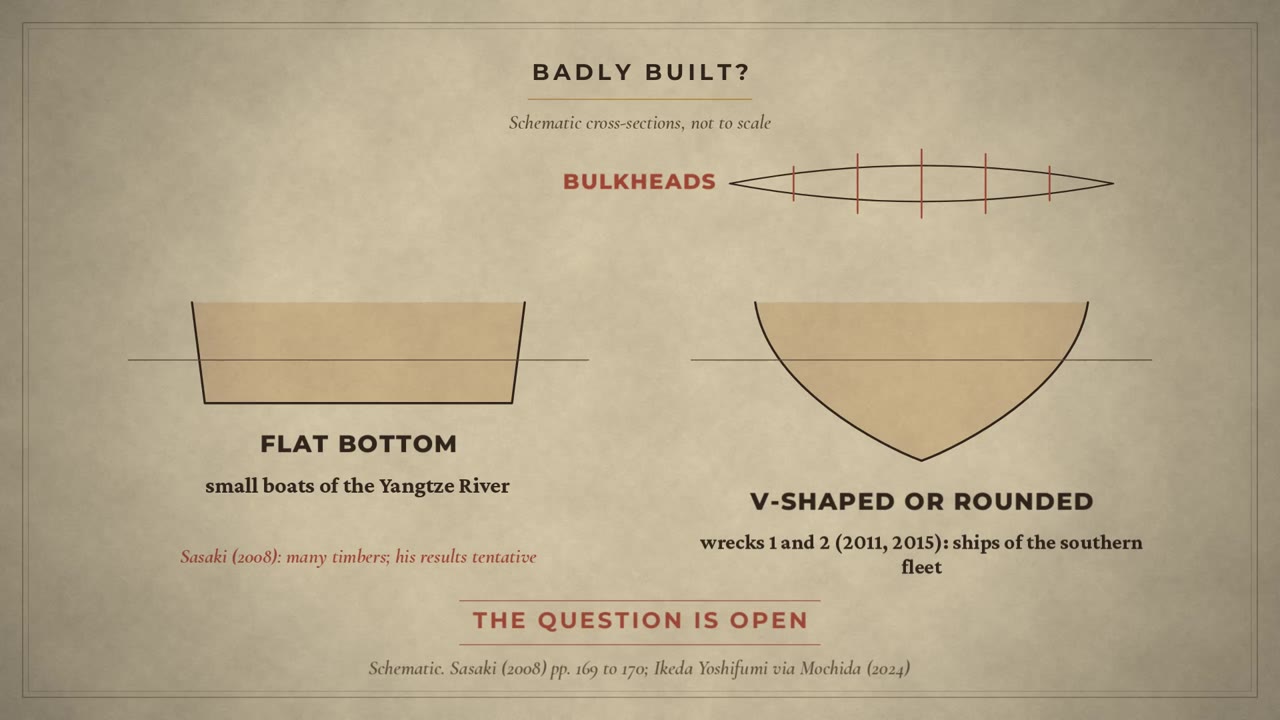 BADLY BUILT?
Schematic cross-sections, not to scale
BULKHEADS
FLAT BOTTOM
small boats of the Yangtze River
Sasaki (2008): many timbers; his results tentative
V-SHAPED OR ROUNDED
wrecks 1 and 2 (2011, 2015): ships of the southern
fleet
THE QUESTION IS OPEN
Schematic. Sasaki (2008) pp. 169 to 170; Ikeda Yoshifumi via Mochida (2024)